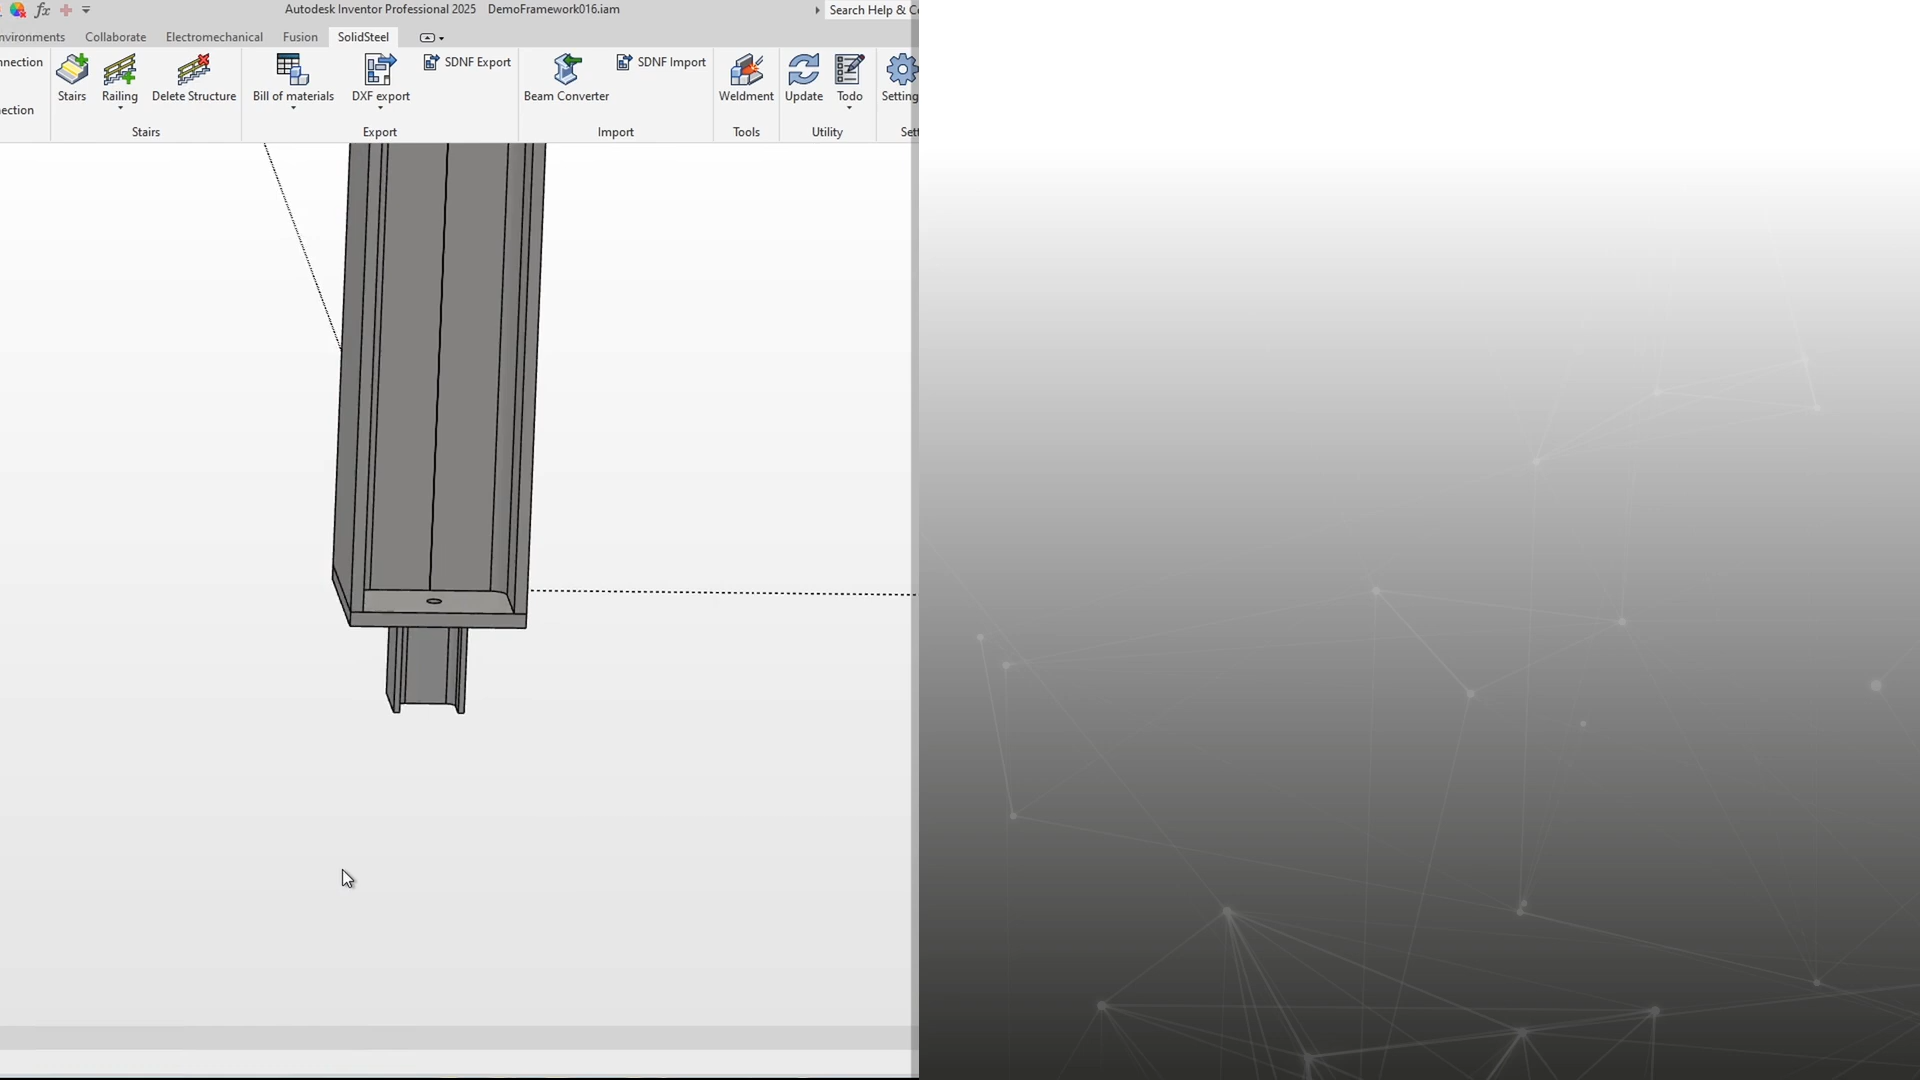 Autodesk Inventor Professional 2025 DemoFramework016.iam
Search Help & C
nvironments Collaborate Electromechanical Fusion SolidSteel
nnection
ection
Stairs Railing Delete Structure
Stairs
Bill of materials DXF export SDNF Export
Export
Beam Converter SDNF Import
Import
Weldment
Tools
Update Todo
Utility
Setting
Set